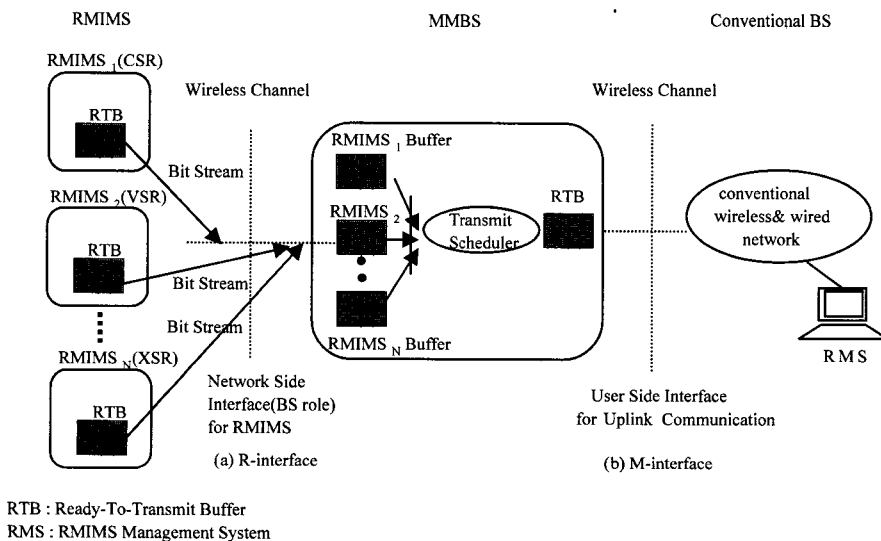 RMIMS
MMBS
Conventional BS
RMIMS 1(CSR)
RTB
Wireless Channel
Bit Stream
RMIMS 2(VSR)
RTB
Bit Stream
Bit Stream
RMIMS N(XSR)
RTB
Network Side
Interface(BS role)
for RMIMS
(a) R-interface
RMIMS 1 Buffer
RMIMS 2
RMIMS N Buffer
Transmit
Scheduler
RTB
Wireless Channel
conventional
wireless& wired
network
RMS
User Side Interface
for Uplink Communication
(b) M-interface
RTB : Ready-To-Transmit Buffer
RMS : RMIMS Management System